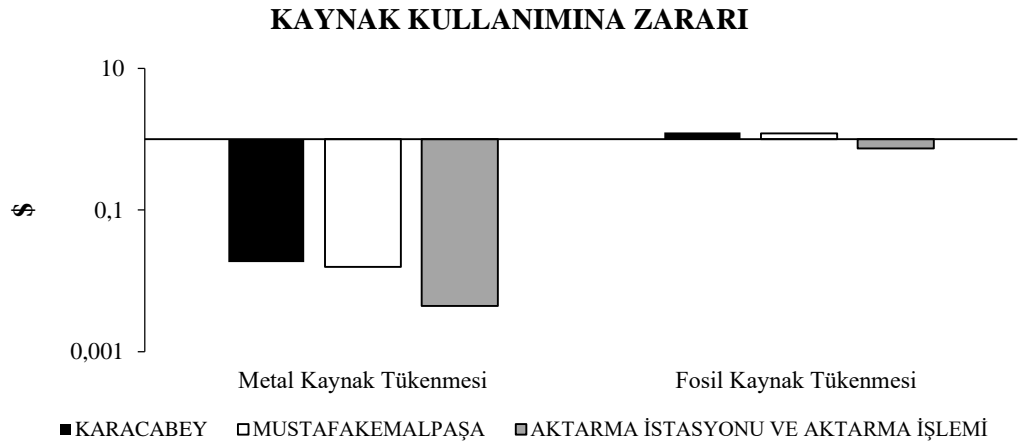 KAYNAK KULLANIMINA ZARARI
10
0,1
0,001
$
Metal Kaynak Tükenmesi
Fosil Kaynak Tükenmesi
KARACABEY
MUSTAFAKEMALPAŞA
AKTARMA İSTASYONU VE AKTARMA İŞLEMİ